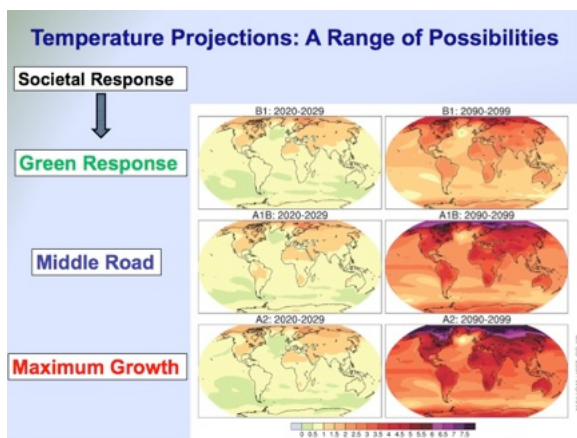 Temperature Projections: A Range of Possibilities
Societal Response
Green Response
B1: 2020-2029
B1: 2090-2099
Middle Road
A1B: 2020-2029
A1B: 2090-2099
Maximum Growth
A2: 2020-2029
A2: 2090-2099
0 0.5 1 1.5 2 2.5 3 3.5 4 4.5 5 5.5 6 6.5 7 7.5